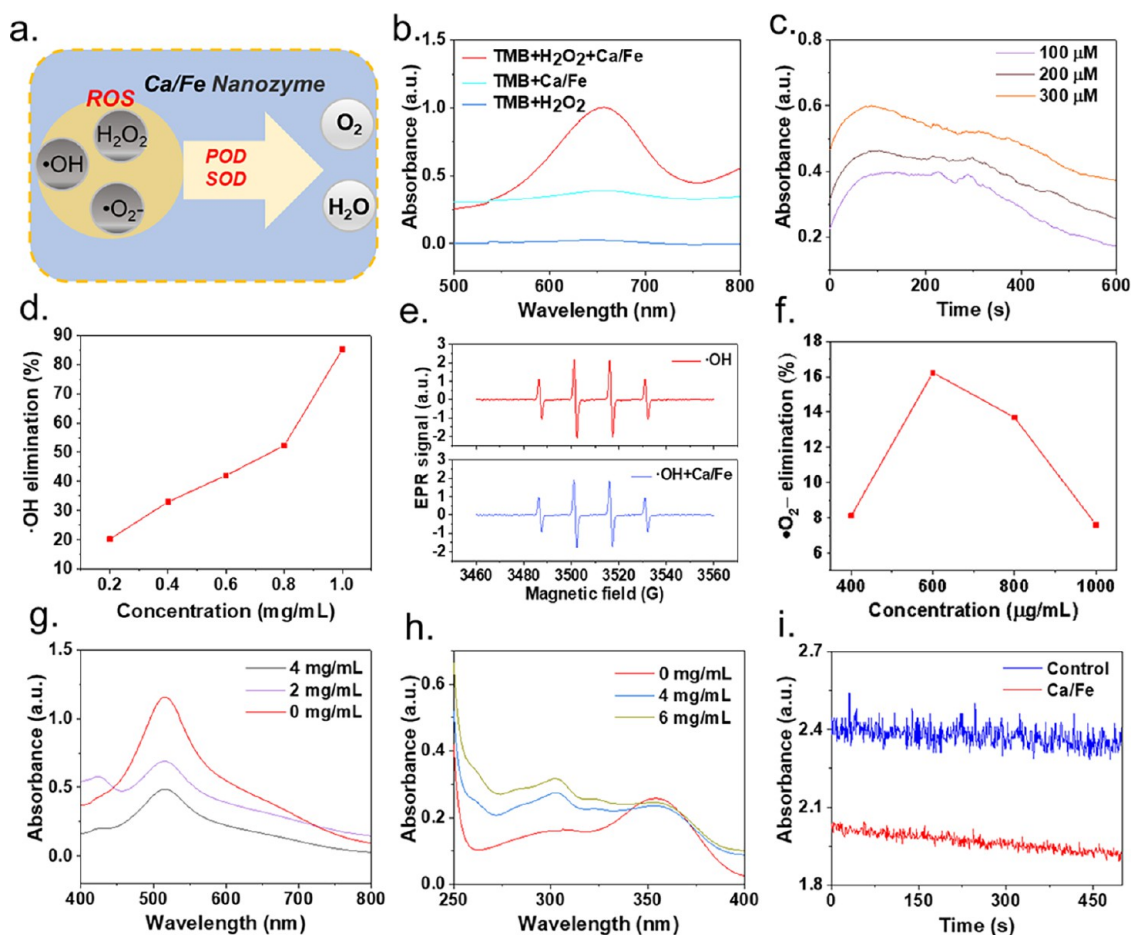 a.
Ca/Fe Nanozyme
ROS
H₂O₂
•OH
•O₂-
POD
SOD
O₂
H₂O
b.
Absorbance (a.u.)
1.5
1.0
0.5
0.0
TMB+H₂O₂+Ca/Fe
TMB+Ca/Fe
TMB+H₂O₂
500 600 700 800
Wavelength (nm)
c.
Absorbance (a.u.)
0.8
0.6
0.4
0.2
100 μM
200 μM
300 μM
0 200 400 600
Time (s)
d.
·OH elimination (%)
90
80
70
60
50
40
30
20
10
0.2 0.4 0.6 0.8 1.0
Concentration (mg/mL)
e.
EPR signal (a.u.)
3
2
1
0
-1
-2
·OH
3
2
1
0
-1
-2
·OH+Ca/Fe
3460 3480 3500 3520 3540 3560
Magnetic field (G)
f.
•O₂− elimination (%)
18
16
14
12
10
8
6
400 600 800 1000
Concentration (μg/mL)
g.
Absorbance (a.u.)
1.5
1.0
0.5
0.0
4 mg/mL
2 mg/mL
0 mg/mL
400 500 600 700 800
Wavelength (nm)
h.
Absorbance (a.u.)
0.6
0.4
0.2
0.0
0 mg/mL
4 mg/mL
6 mg/mL
250 300 350 400
Wavelength (nm)
i.
Absorbance (a.u.)
2.7
2.4
2.1
1.8
Control
Ca/Fe
0 150 300 450
Time (s)